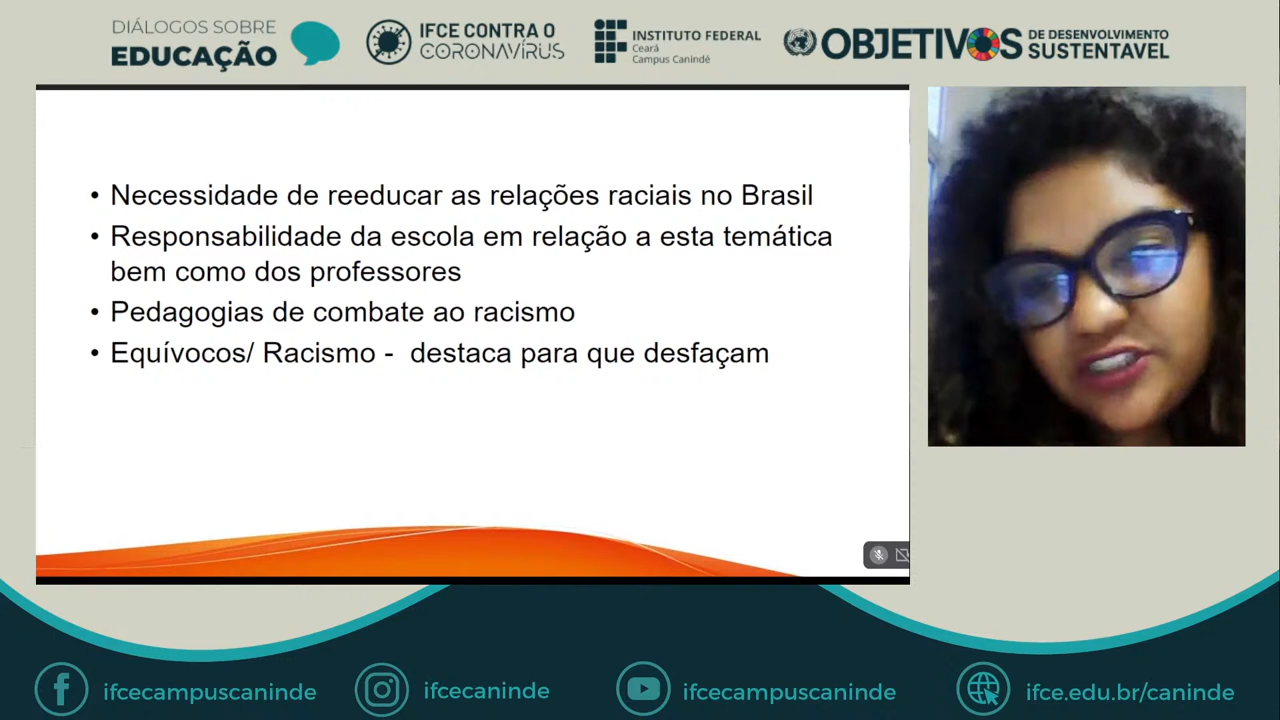 DIÁLOGOS SOBRE
EDUCAÇÃO
IFCE CONTRA O
CORONAVÍRUS
INSTITUTO FEDERAL
Ceará
Campus Canindé
OBJETIVOS
DE DESENVOLVIMENTO
SUSTENTAVEL
• Necessidade de reeducar as relações raciais no Brasil
• Responsabilidade da escola em relação a esta temática
bem como dos professores
• Pedagogias de combate ao racismo
• Equívocos/ Racismo - destaca para que desfaçam
ifcecampuscaninde
ifcecaninde
ifcecampuscaninde
ifce.edu.br/caninde